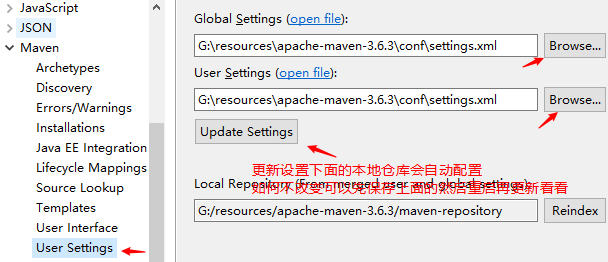 JavaScript
JSON
Maven
Archetypes
Discovery
Errors/Warnings
Installations
Java EE Integration
Lifecycle Mappings
Source Lookup
Templates
User Interface
User Settings
Global Settings (open file):
G:\resources\apache-maven-3.6.3\conf\settings.xml
Browse...
User Settings (open file):
G:\resources\apache-maven-3.6.3\conf\settings.xml
Browse...
Update Settings
更新设置下面的本地仓库会自动配置
如何不改变可以先保存上面的然后重启再更新看看
Local Repository (From merged user and global settings):
G:/resources/apache-maven-3.6.3/maven-repository
Reindex